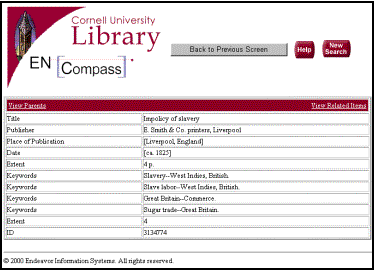 Cornell University
Library
EN [Compass]
Back to Previous Screen
Help
New Search
View Parents View Related Items
Title Impolicy of slavery
Publisher E. Smith & Co. printers, Liverpool
Place of Publication [Liverpool, England]
Date [ca. 1825]
Extent 4 p.
Keywords Slavery--West Indies, British.
Keywords Slave labor--West Indies, British.
Keywords Great Britain--Commerce.
Keywords Sugar trade--Great Britain.
Extent 4
ID 3134774
© 2000 Endeavor Information Systems. All rights reserved.